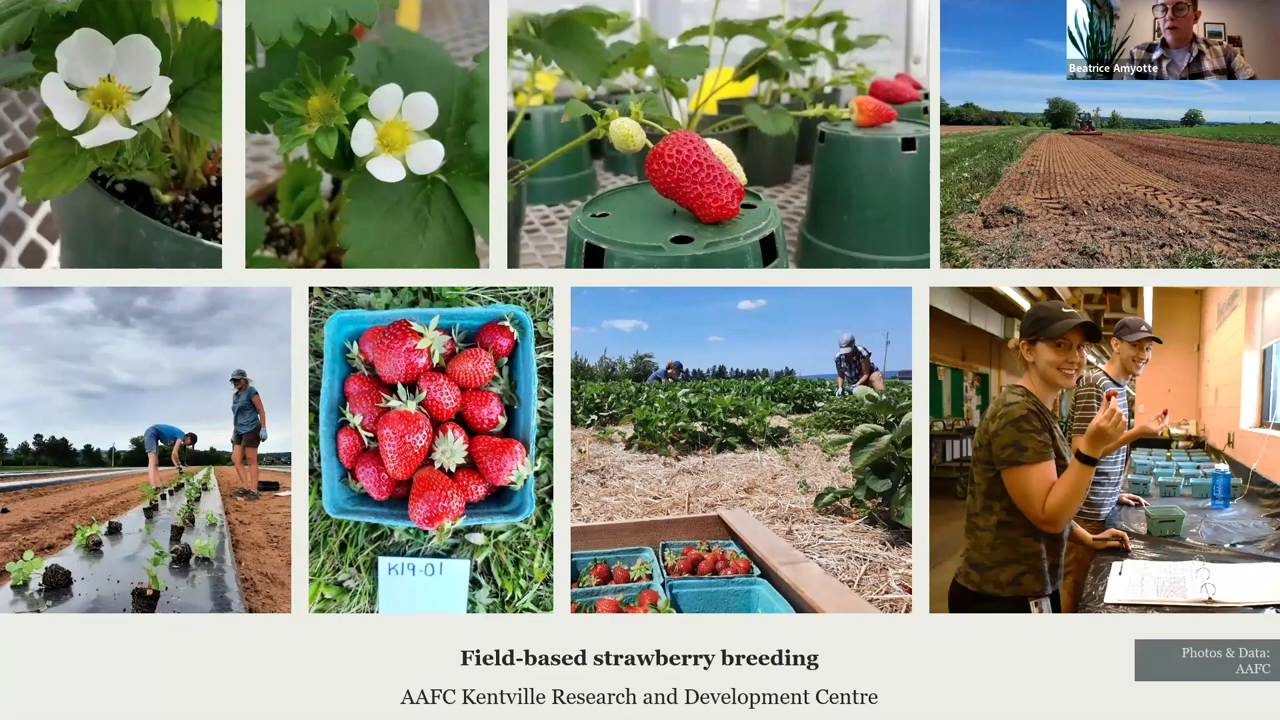 Beatrice Amyotte
K19-01
Field-based strawberry breeding
AAFC Kentville Research and Development Centre
Photos & Data:
AAFC